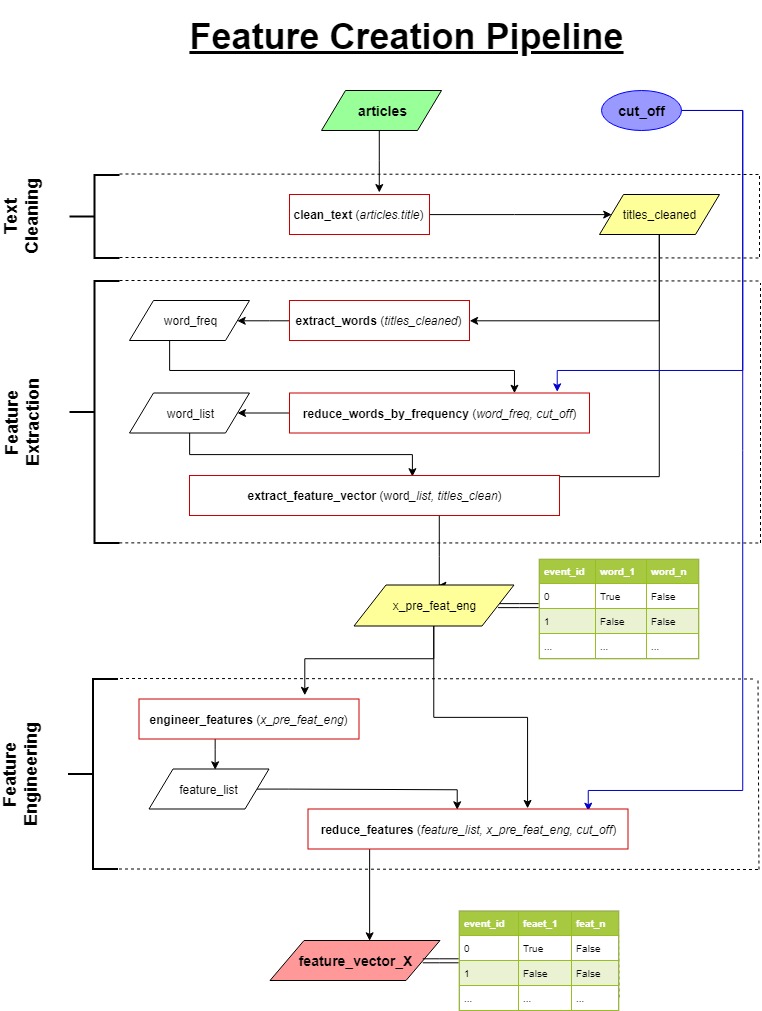 Feature Creation Pipeline
articles
cut_off
Text
Cleaning
clean_text (articles.title)
titles_cleaned
Feature
Extraction
word_freq
extract_words (titles_cleaned)
word_list
reduce_words_by_frequency (word_freq, cut_off)
extract_feature_vector (word_list, titles_clean)
x_pre_feat_eng
event_id word_1 word_n
0 True False
1 False False
... ... ...
Feature
Engineering
engineer_features (x_pre_feat_eng)
feature_list
reduce_features (feature_list, x_pre_feat_eng, cut_off)
feature_vector_X
event_id feaet_1 feat_n
0 True False
1 False False
... ... ...